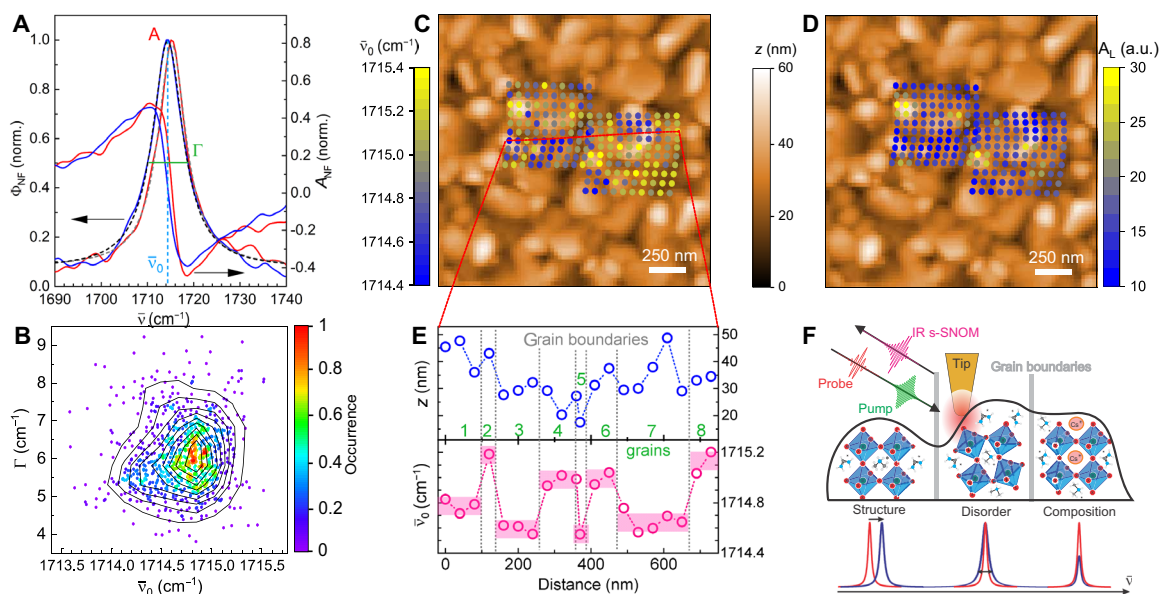 A
Φ_NF (norm.)
1.0
0.8
0.6
0.4
0.2
0.0
A
Γ
ν̄₀
0.8
0.6
0.4
0.2
0.0
-0.2
-0.4
A_NF (norm.)
1690 1700 1710 1720 1730 1740
ν̄ (cm⁻¹)
B
Γ (cm⁻¹)
9
8
7
6
5
4
1713.5 1714.0 1714.5 1715.0 1715.5
ν̄₀ (cm⁻¹)
1
0.8
0.6
0.4
0.2
0
Occurrence
C
ν̄₀ (cm⁻¹)
1715.4
1715.2
1715.0
1714.8
1714.6
1714.4
250 nm
z (nm)
60
40
20
0
D
250 nm
A_L (a.u.)
30
25
20
15
10
E
Grain boundaries
z (nm)
50
40
30
20
1 2 3 4 5 6 7 8
grains
ν̄₀ (cm⁻¹)
1715.2
1714.8
1714.4
0 200 400 600
Distance (nm)
F
IR s-SNOM
Probe
Pump
Tip
Grain boundaries
Cs⁺
Cs⁺
Structure Disorder Composition
ν̄